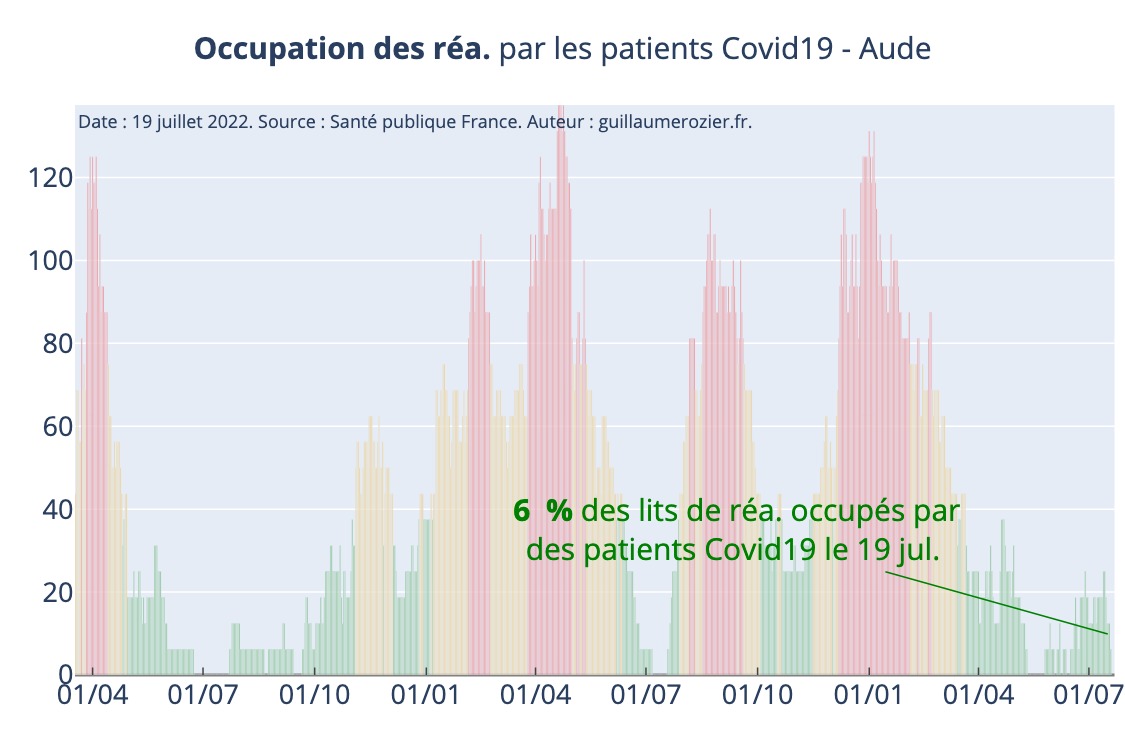 Occupation des réa. par les patients Covid19 - Aude
Date : 19 juillet 2022. Source : Santé publique France. Auteur : guillaumerozier.fr.
120
100
80
60
40
20
0
6 % des lits de réa. occupés par
des patients Covid19 le 19 jul.
01/04 01/07 01/10 01/01 01/04 01/07 01/10 01/01 01/04 01/07